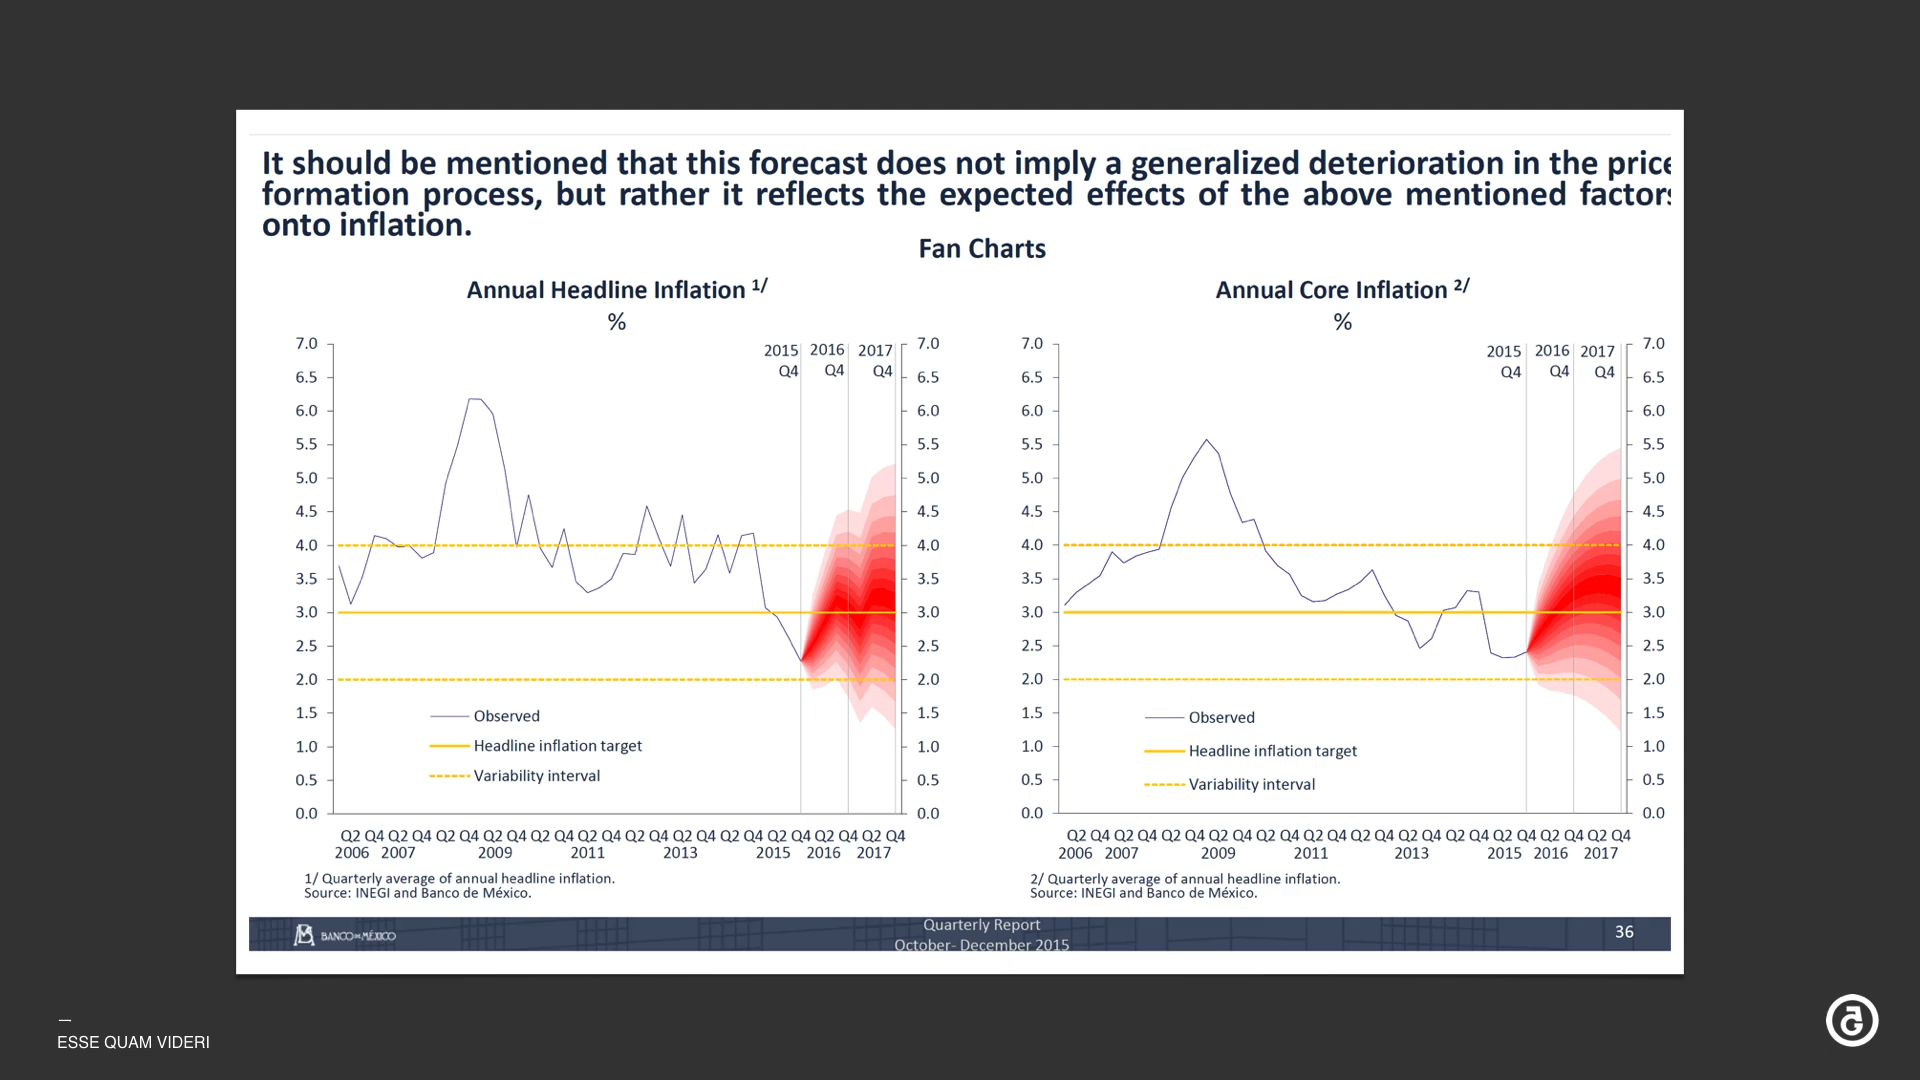 It should be mentioned that this forecast does not imply a generalized deterioration in the price
formation process, but rather it reflects the expected effects of the above mentioned factors
onto inflation.
Fan Charts
Annual Headline Inflation 1/
%
7.0
6.5
6.0
5.5
5.0
4.5
4.0
3.5
3.0
2.5
2.0
1.5
1.0
0.5
0.0
2015 2016 2017
Q4 Q4 Q4
7.0
6.5
6.0
5.5
5.0
4.5
4.0
3.5
3.0
2.5
2.0
1.5
1.0
0.5
0.0
Observed
Headline inflation target
Variability interval
Q2 Q4 Q2 Q4 Q2 Q4 Q2 Q4 Q2 Q4 Q2 Q4 Q2 Q4 Q2 Q4 Q2 Q4 Q2 Q4 Q2 Q4 Q2 Q4
2006 2007 2009 2011 2013 2015 2016 2017
1/ Quarterly average of annual headline inflation.
Source: INEGI and Banco de México.
Annual Core Inflation 2/
%
7.0
6.5
6.0
5.5
5.0
4.5
4.0
3.5
3.0
2.5
2.0
1.5
1.0
0.5
0.0
2015 2016 2017
Q4 Q4 Q4
7.0
6.5
6.0
5.5
5.0
4.5
4.0
3.5
3.0
2.5
2.0
1.5
1.0
0.5
0.0
Observed
Headline inflation target
Variability interval
Q2 Q4 Q2 Q4 Q2 Q4 Q2 Q4 Q2 Q4 Q2 Q4 Q2 Q4 Q2 Q4 Q2 Q4 Q2 Q4 Q2 Q4 Q2 Q4
2006 2007 2009 2011 2013 2015 2016 2017
2/ Quarterly average of annual headline inflation.
Source: INEGI and Banco de México.
BANCO DE MÉXICO
Quarterly Report
October- December 2015
36
ESSE QUAM VIDERI